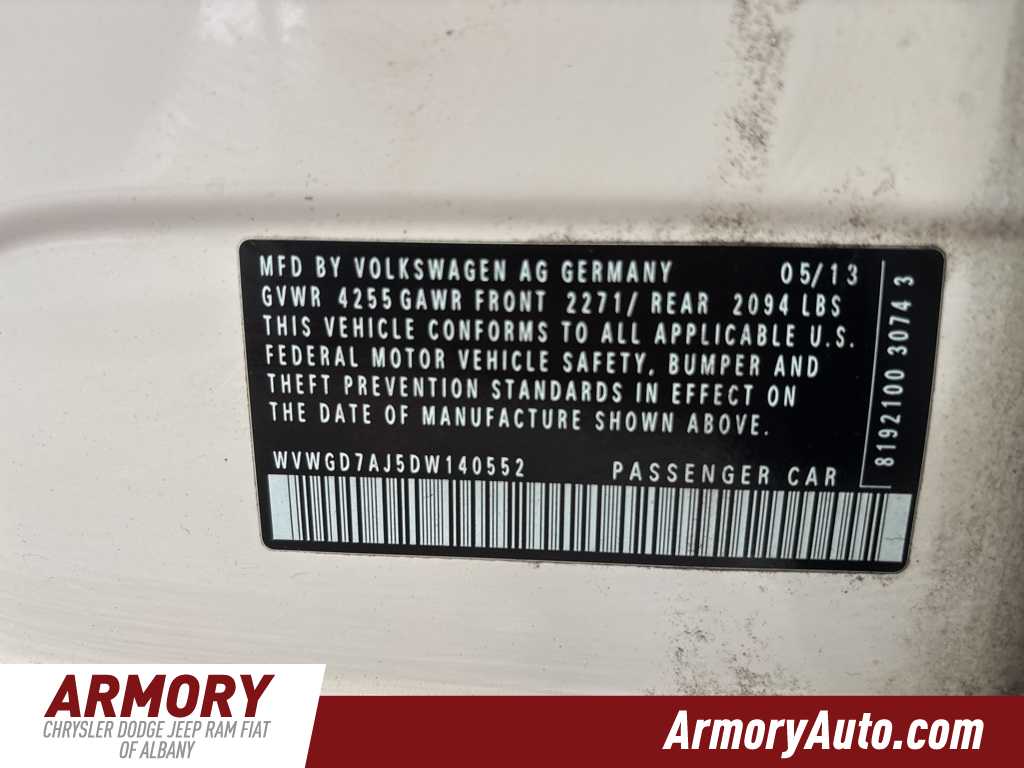 MFD BY VOLKSWAGEN AG GERMANY 05/13
GVWR 4255 GAWR FRONT 2271/ REAR 2094 LBS
THIS VEHICLE CONFORMS TO ALL APPLICABLE U.S.
FEDERAL MOTOR VEHICLE SAFETY, BUMPER AND
THEFT PREVENTION STANDARDS IN EFFECT ON
THE DATE OF MANUFACTURE SHOWN ABOVE.
WVWGD7AJ5DW140552 PASSENGER CAR
8192100 3074 3
ARMORY
CHRYSLER DODGE JEEP RAM FIAT
OF ALBANY
ArmoryAuto.com